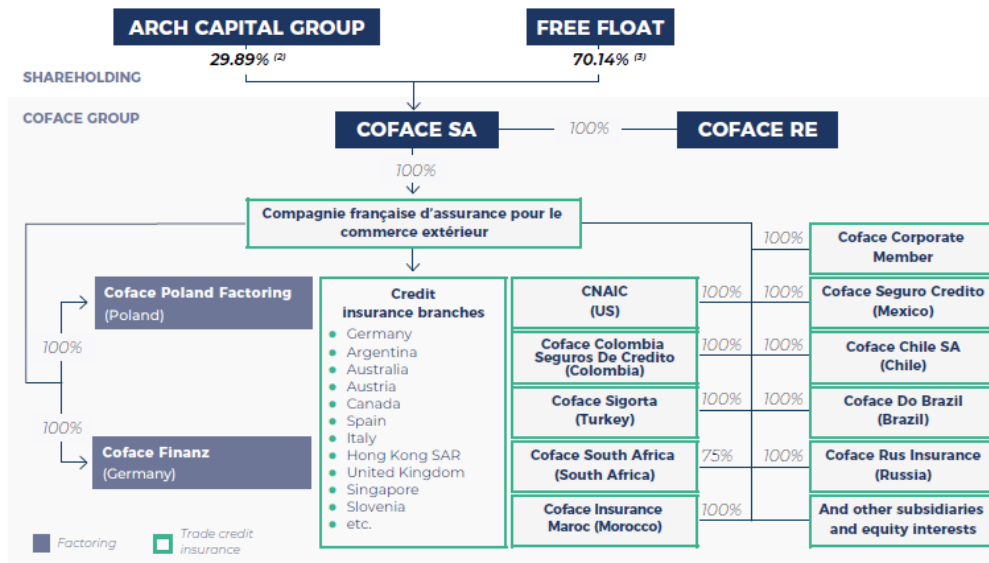 ARCH CAPITAL GROUP
29.89% (2)
FREE FLOAT
70.14% (3)
SHAREHOLDING
COFACE GROUP
COFACE SA
100%
COFACE RE
100%
Compagnie française d'assurance pour le
commerce extérieur
Coface Poland Factoring
(Poland)
100%
100%
Coface Finanz
(Germany)
Credit
insurance branches
Germany
Argentina
Australia
Austria
Canada
Spain
Italy
Hong Kong SAR
United Kingdom
Singapore
Slovenia
etc.
CNAIC
(US)
100%
Coface Colombia
Seguros De Credito
(Colombia)
100%
Coface Sigorta
(Turkey)
100%
Coface South Africa
(South Africa)
75%
Coface Insurance
Maroc (Morocco)
100%
100%
Coface Corporate
Member
100%
Coface Seguro Credito
(Mexico)
100%
Coface Chile SA
(Chile)
100%
Coface Do Brazil
(Brazil)
100%
Coface Rus Insurance
(Russia)
And other subsidiaries
and equity interests
Factoring
Trade credit
insurance